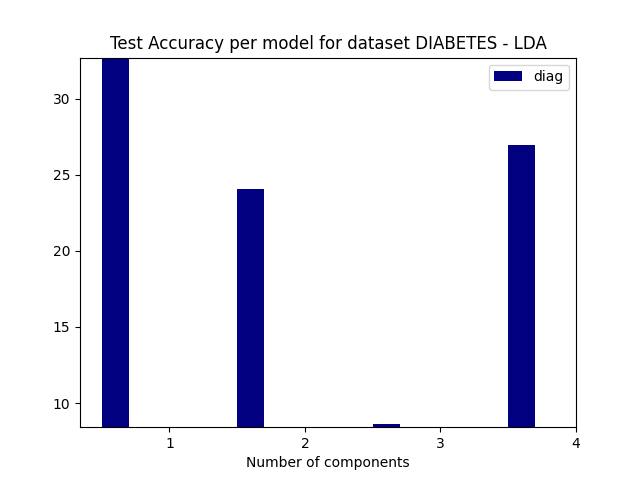 Test Accuracy per model for dataset DIABETES - LDA
diag
30
25
20
15
10
1 2 3 4
Number of components